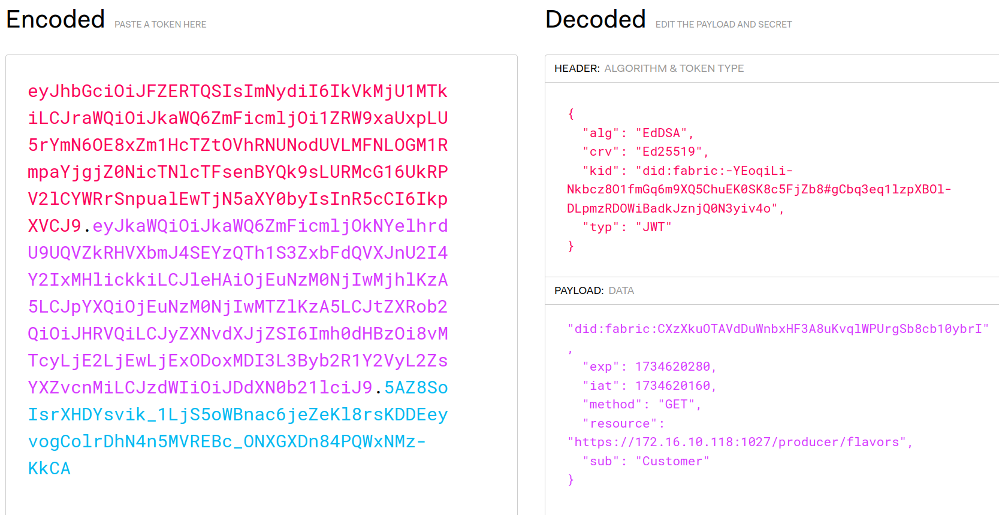 Encoded PASTE A TOKEN HERE
eyJhbGciOiJFZERTQSIsImNydiI6IkVkMjU1MTk
iLCJraWQiOiJkaWQ6ZmFicmljOi1ZRW9xaUxpLU
5rYmN6OE8xZm1HcTZtOVhRNUNodUVLMFNLOGM1R
mpaYjgjZ0NicTNlcTFsenBYQk9sLURMcG16UkRP
V2lCYWRrSnpualEwTjN5aXY0byIsInR5cCI6Ikp
XVCJ9.eyJkaWQiOiJkaWQ6ZmFicmljOkNYelhrd
U9UQVZkRHVXbmJ4SEYzQTh1S3ZxbFdQVXJnU2I4
Y2IxMHlickkiLCJleHAiOjEuNzM0NjIwMjhlKzA
5LCJpYXQiOjEuNzM0NjIwMTZlKzA5LCJtZXRob2
QiOiJHRVQiLCJyZXNvdXJjZSI6Imh0dHBzOi8vM
TcyLjE2LjEwLjExODoxMDI3L3Byb2R1Y2VyL2Zs
YXZvcnMiLCJzdWIiOiJDdXN0b21lciJ9.5AZ8So
IsrXHDYsvik_1LjS5oWBnac6jeZeKl8rsKDDEey
vogColrDhN4n5MVREBc_ONXGXDn84PQWxNMz-
KkCA
Decoded EDIT THE PAYLOAD AND SECRET
HEADER: ALGORITHM & TOKEN TYPE
{
"alg": "EdDSA",
"crv": "Ed25519",
"kid": "did:fabric:-YEoqiLi-
Nkbcz8O1fmGq6m9XQ5ChuEK0SK8c5FjZb8#gCbq3eq1lzpXBOl-
DLpmzRDOWiBadkJznjQ0N3yiv4o",
"typ": "JWT"
}
PAYLOAD: DATA
"did:fabric:CXzXkuOTAVdDuWnbxHF3A8uKvqlWPUrgSb8cb10ybrI"
,
"exp": 1734620280,
"iat": 1734620160,
"method": "GET",
"resource":
"https://172.16.10.118:1027/producer/flavors",
"sub": "Customer"
}